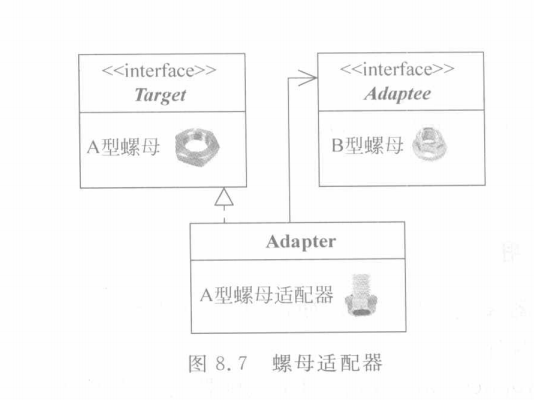 <<interface>>
Target
A型螺母
<<interface>>
Adaptee
B型螺母
Adapter
A型螺母适配器
图 8.7 螺母适配器